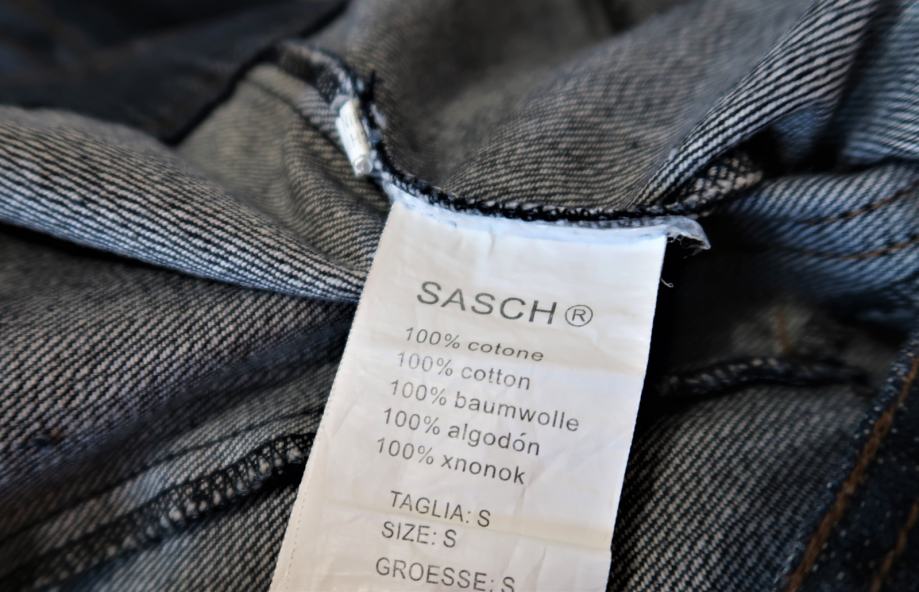 SASCH®
100% cotone
100% cotton
100% baumwolle
100% algodón
100% xnonok
TAGLIA: S
SIZE: S
GROESSE: S